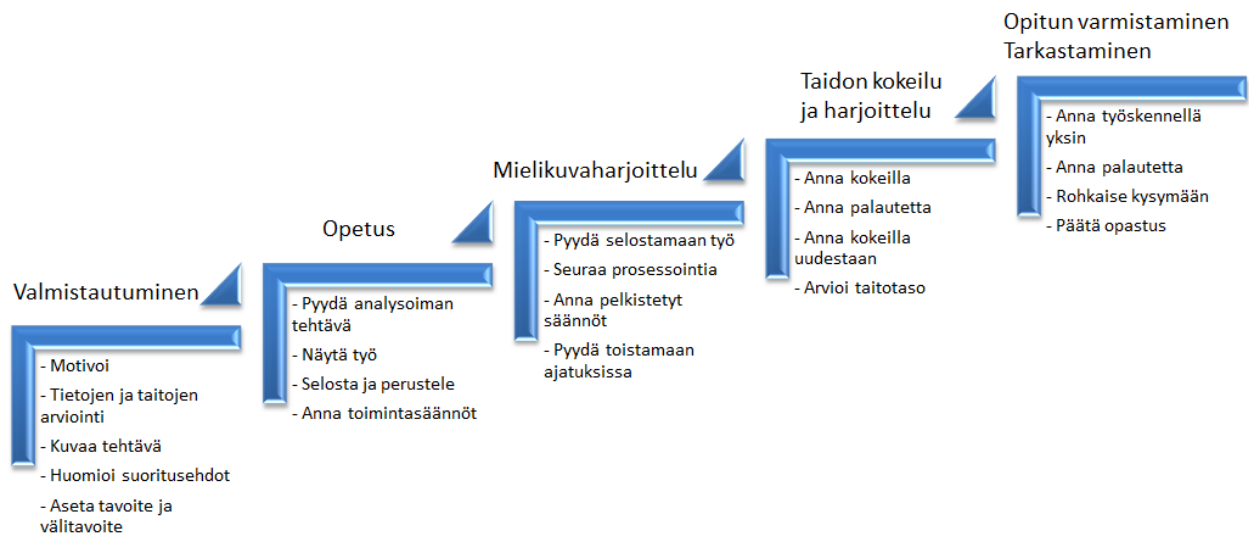 Valmistautuminen
- Motivoi
- Tietojen ja taitojen
arviointi
- Kuvaa tehtävä
- Huomioi suoritusehdot
- Aseta tavoite ja
välitavoite
Opetus
- Pyydä analysoiman
tehtävä
- Näytä työ
- Selosta ja perustele
- Anna toimintasäännöt
Mielikuvaharjoittelu
- Pyydä selostamaan työ
- Seuraa prosessointia
- Anna pelkistetyt
säännöt
- Pyydä toistamaan
ajatuksissa
Taidon kokeilu
ja harjoittelu
- Anna kokeilla
- Anna palautetta
- Anna kokeilla
uudestaan
- Arvioi taitotaso
Opitun varmistaminen
Tarkastaminen
- Anna työskennellä
yksin
- Anna palautetta
- Rohkaise kysymään
- Päätä opastus